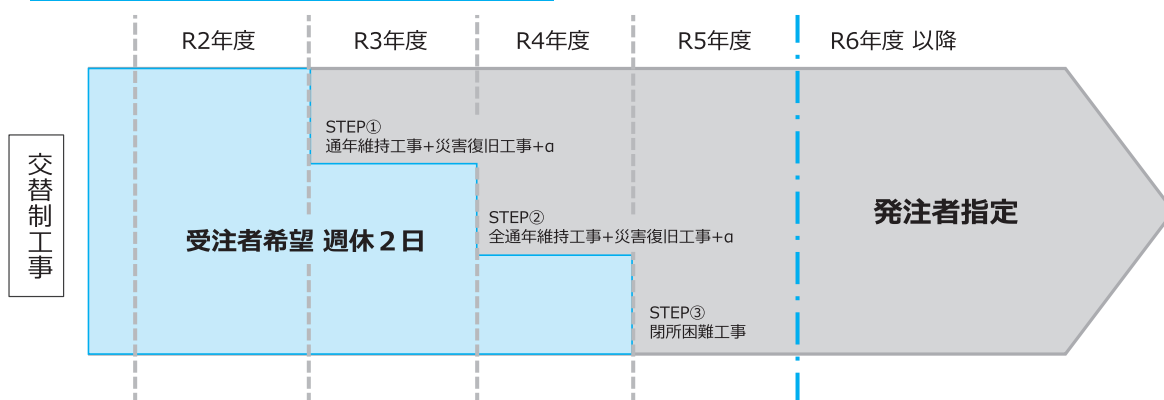 R2年度
R3年度
R4年度
R5年度
R6年度 以降
交替制工事
STEP①
通年維持工事+災害復旧工事+α
受注者希望 週休２日
STEP②
全通年維持工事+災害復旧工事+α
発注者指定
STEP③
閉所困難工事